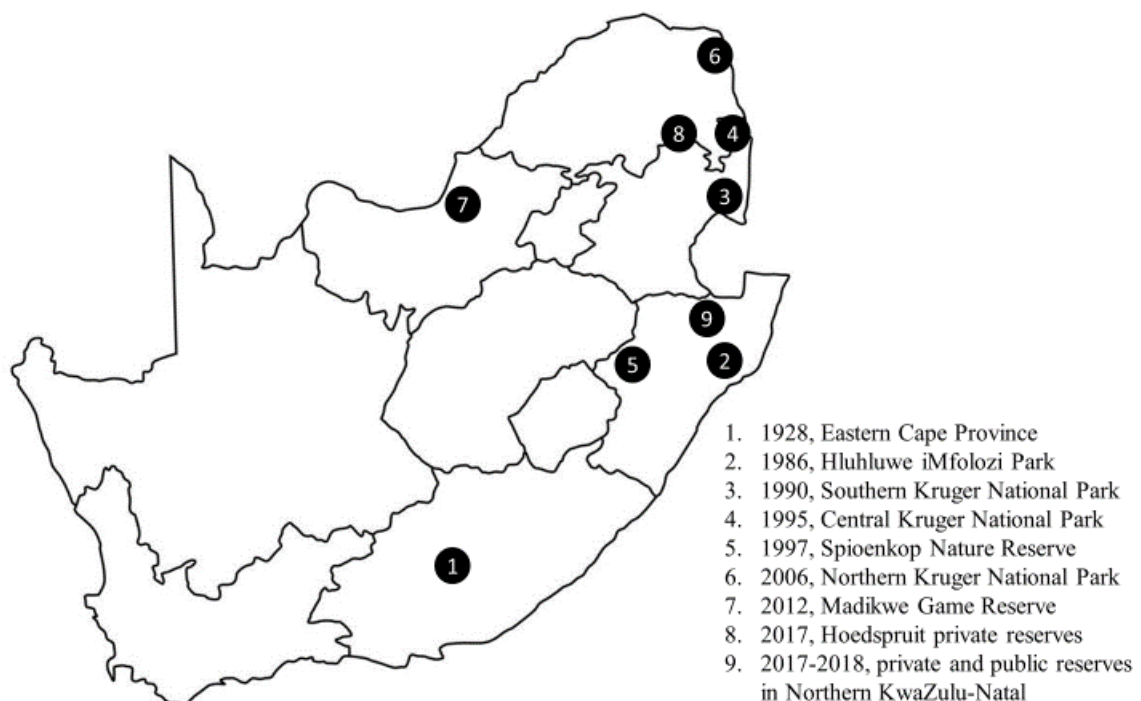 6
8
4
3
7
9
5
2
1
1. 1928, Eastern Cape Province
2. 1986, Hluhluwe iMfolozi Park
3. 1990, Southern Kruger National Park
4. 1995, Central Kruger National Park
5. 1997, Spioenkop Nature Reserve
6. 2006, Northern Kruger National Park
7. 2012, Madikwe Game Reserve
8. 2017, Hoedspruit private reserves
9. 2017-2018, private and public reserves
in Northern KwaZulu-Natal